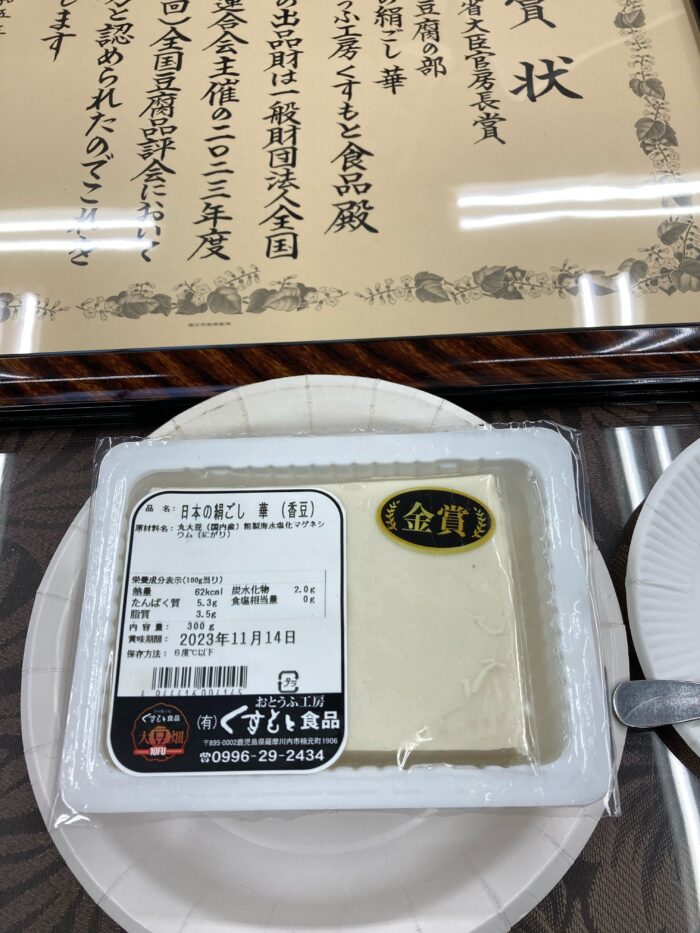 賞状
省大臣官房長賞
豆腐の部
の絹ごし 華
うふ工房くすもと食品殿
の出品財は一般財団法人全国
連合会主催の二〇二三年度
回)全国豆腐品評会において
と認められたのでこれを
します
金賞
品 名: 日本の絹ごし 華 (香豆)
原材料名: 丸大豆(国内産) 粗製海水塩化マグネシ
ウム(にがり)
栄養成分表示(100g当り)
熱量 62kcal 炭水化物 2.0g
たんぱく質 5.3g 食塩相当量 0g
脂質 3.5g
内 容 量: 300g
賞味期限: 2023年11月14日
保存方法: 6度℃以下
おとうふ工房
(有)くすもと食品
〒895-0002鹿児島県薩摩川内市楠元町1906
☎0996-29-2434
くすもと食品
大豆畑
TOFU